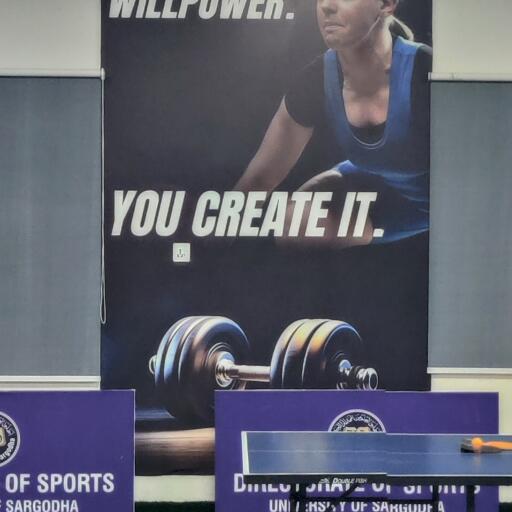 WILLPOWER.
YOU CREATE IT.
OF SPORTS
SARGODHA
DIRECTORATE OF SPORTS
UNIVERSITY OF SARGODHA
DOUBLE FISH